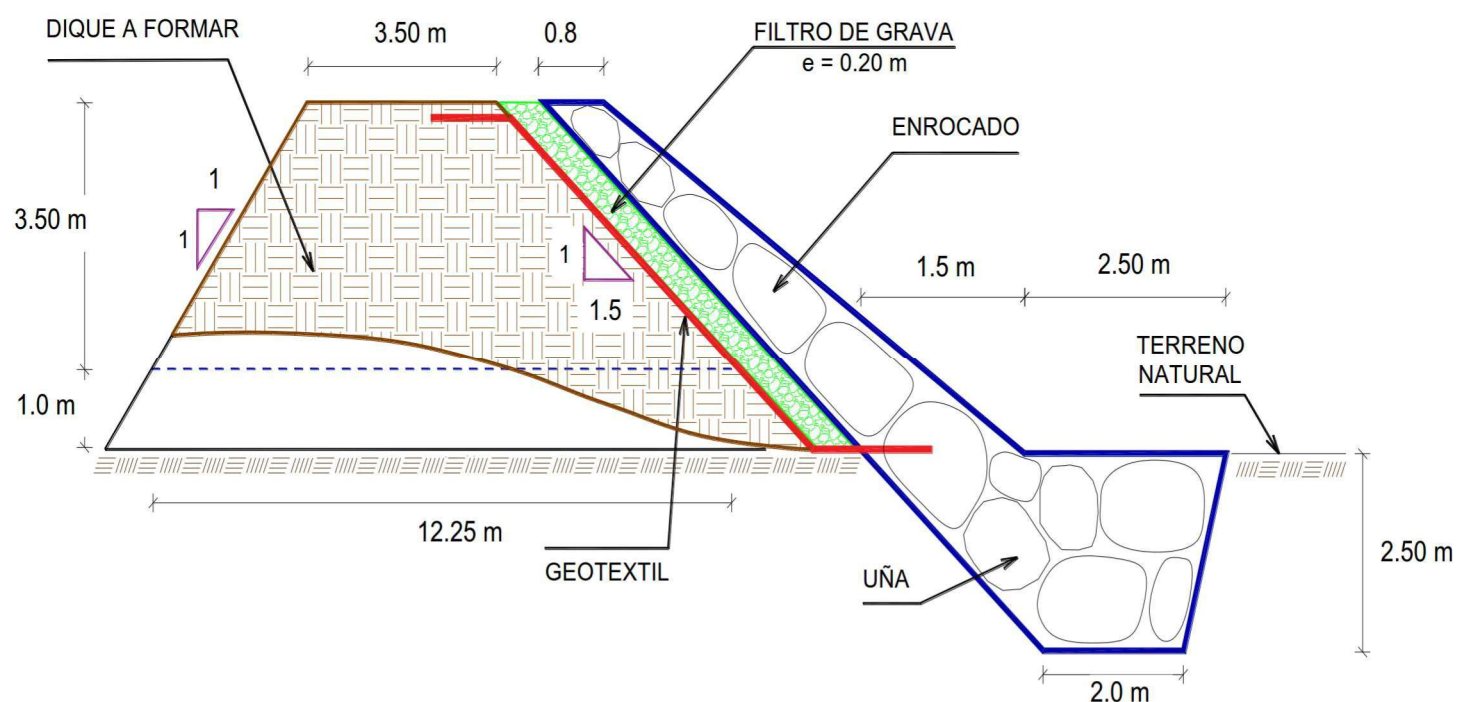 DIQUE A FORMAR
3.50 m
0.8
FILTRO DE GRAVA
e = 0.20 m
ENROCADO
1
1
3.50 m
1
1.5
1.5 m
2.50 m
TERRENO
NATURAL
1.0 m
12.25 m
GEOTEXTIL
UÑA
2.50 m
2.0 m